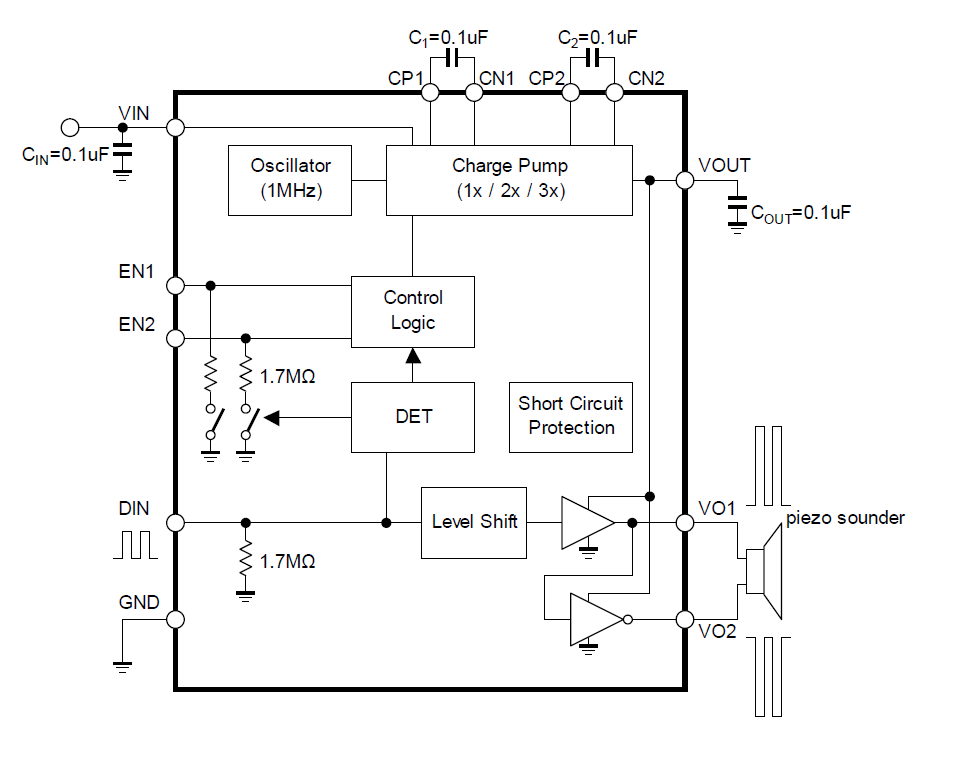 C1=0.1uF
C2=0.1uF
CP1
CN1
CP2
CN2
VIN
CIN=0.1uF
Oscillator
(1MHz)
Charge Pump
(1x / 2x / 3x)
VOUT
COUT=0.1uF
EN1
Control
Logic
EN2
1.7MΩ
DET
Short Circuit
Protection
DIN
Level Shift
VO1
piezo sounder
1.7MΩ
GND
VO2